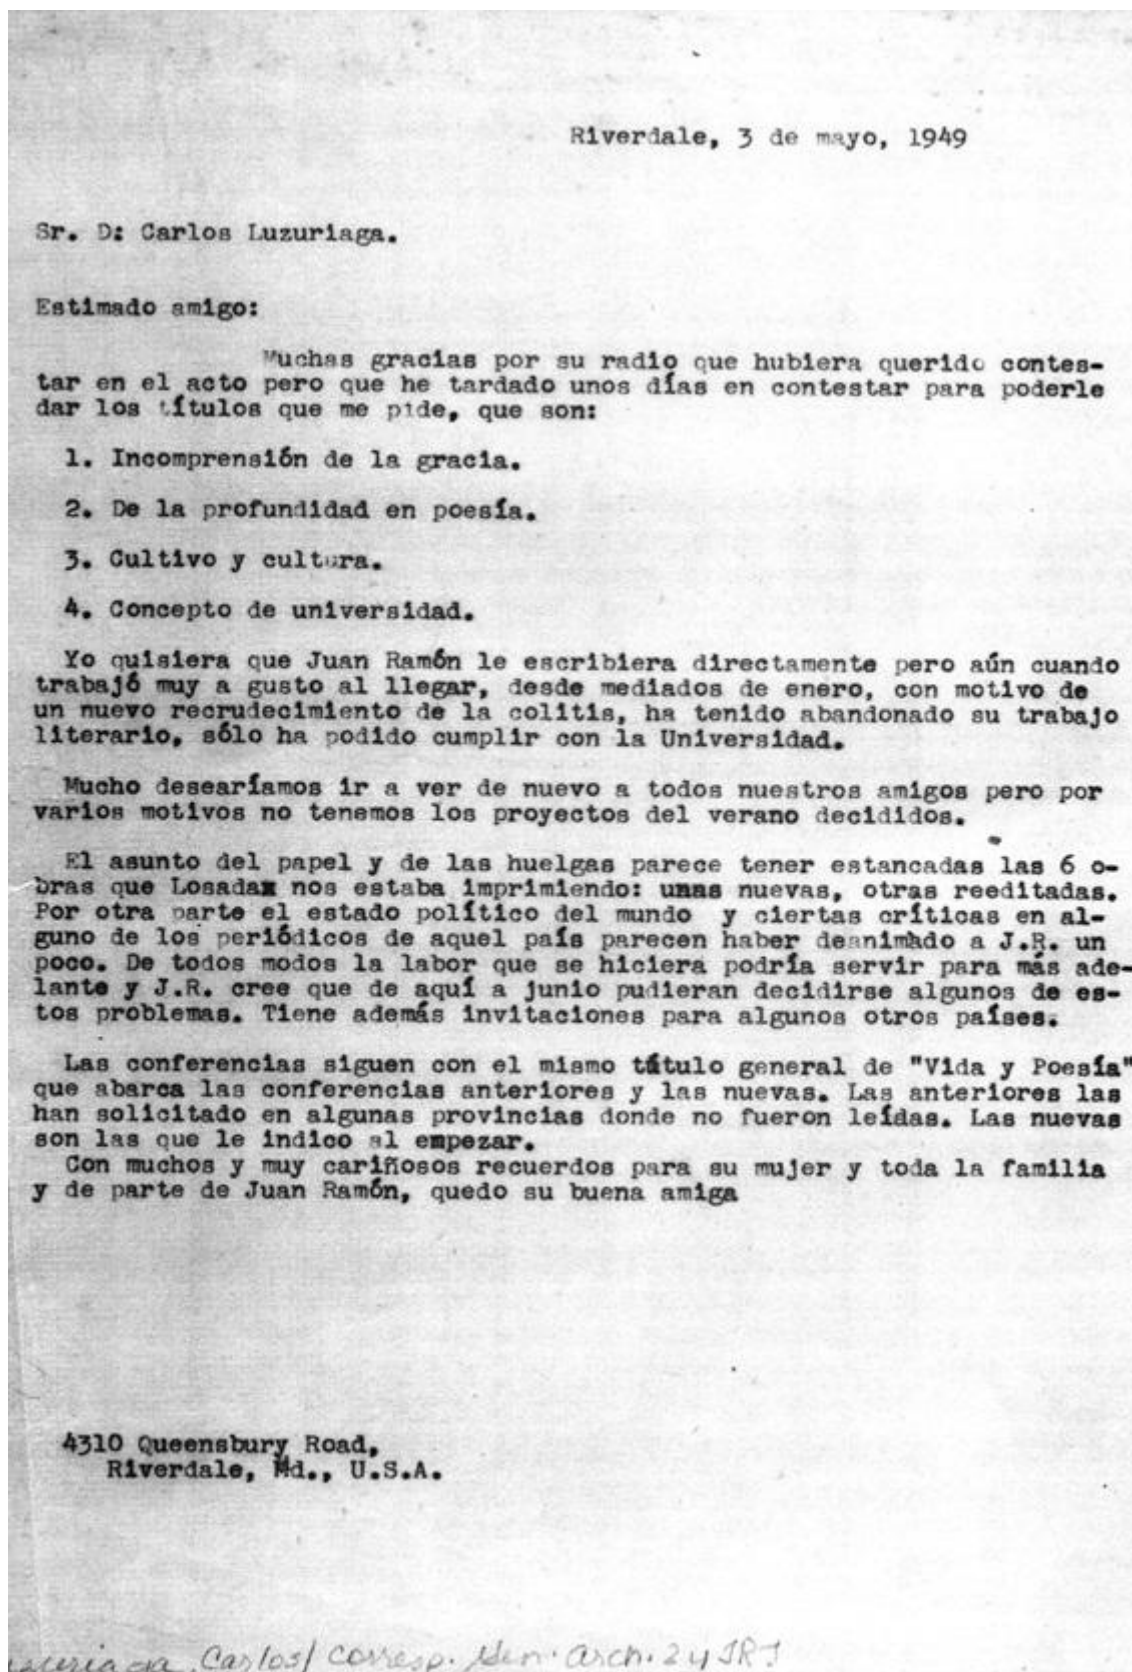 Riverdale, 3 de mayo, 1949
Sr. D: Carlos Luzuriaga.
Estimado amigo:
Muchas gracias por su radio que hubiera querido contes-
tar en el acto pero que he tardado unos días en contestar para poderle
dar los títulos que me pide, que son:
1. Incomprensión de la gracia.
2. De la profundidad en poesía.
3. Cultivo y cultura.
4. Concepto de universidad.
Yo quisiera que Juan Ramón le escribiera directamente pero aún cuando
trabajó muy a gusto al llegar, desde mediados de enero, con motivo de
un nuevo recrudecimiento de la colitis, ha tenido abandonado su trabajo
literario, sólo ha podido cumplir con la Universidad.
Mucho desearíamos ir a ver de nuevo a todos nuestros amigos pero por
varios motivos no tenemos los proyectos del verano decididos.
El asunto del papel y de las huelgas parece tener estancadas las 6 o-
bras que Losadax nos estaba imprimiendo: unas nuevas, otras reeditadas.
Por otra parte el estado político del mundo y ciertas críticas en al-
guno de los periódicos de aquel país parecen haber deanimado a J.R. un
poco. De todos modos la labor que se hiciera podría servir para más ade-
lante y J.R. cree que de aquí a junio pudieran decidirse algunos de es-
tos problemas. Tiene además invitaciones para algunos otros países.
Las conferencias siguen con el mismo título general de "Vida y Poesía"
que abarca las conferencias anteriores y las nuevas. Las anteriores las
han solicitado en algunas provincias donde no fueron leídas. Las nuevas
son las que le indico al empezar.
Con muchos y muy cariñosos recuerdos para su mujer y toda la familia
y de parte de Juan Ramón, quedo su buena amiga
4310 Queensbury Road,
Riverdale, Md., U.S.A.
Carlos/ Corresp. Gen. Arch. 24 JRJ